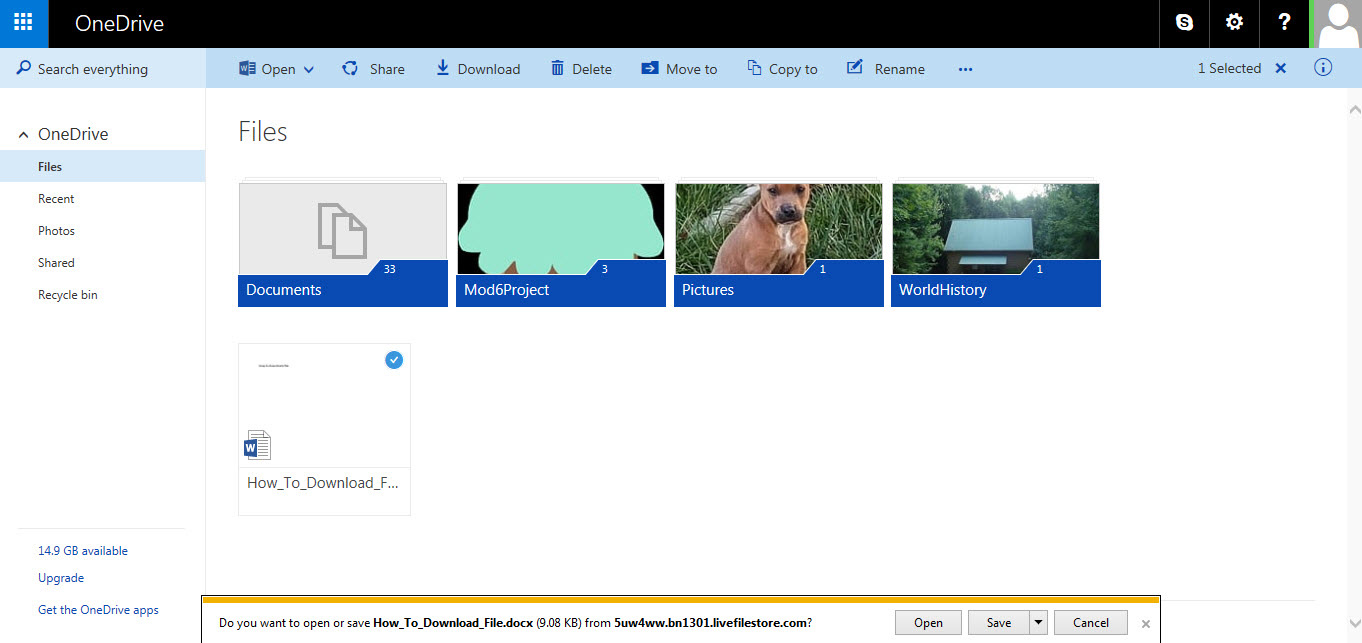 OneDrive
?
Search everything
Open Share Download Delete Move to Copy to Rename ... 1 Selected
OneDrive
Files
Recent
Photos
Shared
Recycle bin
Files
33
Documents
3
Mod6Project
1
Pictures
1
WorldHistory
W
How_To_Download_F...
14.9 GB available
Upgrade
Get the OneDrive apps
Do you want to open or save How_To_Download_File.docx (9.08 KB) from 5uw4ww.bn1301.livefilestore.com?
Open Save Cancel